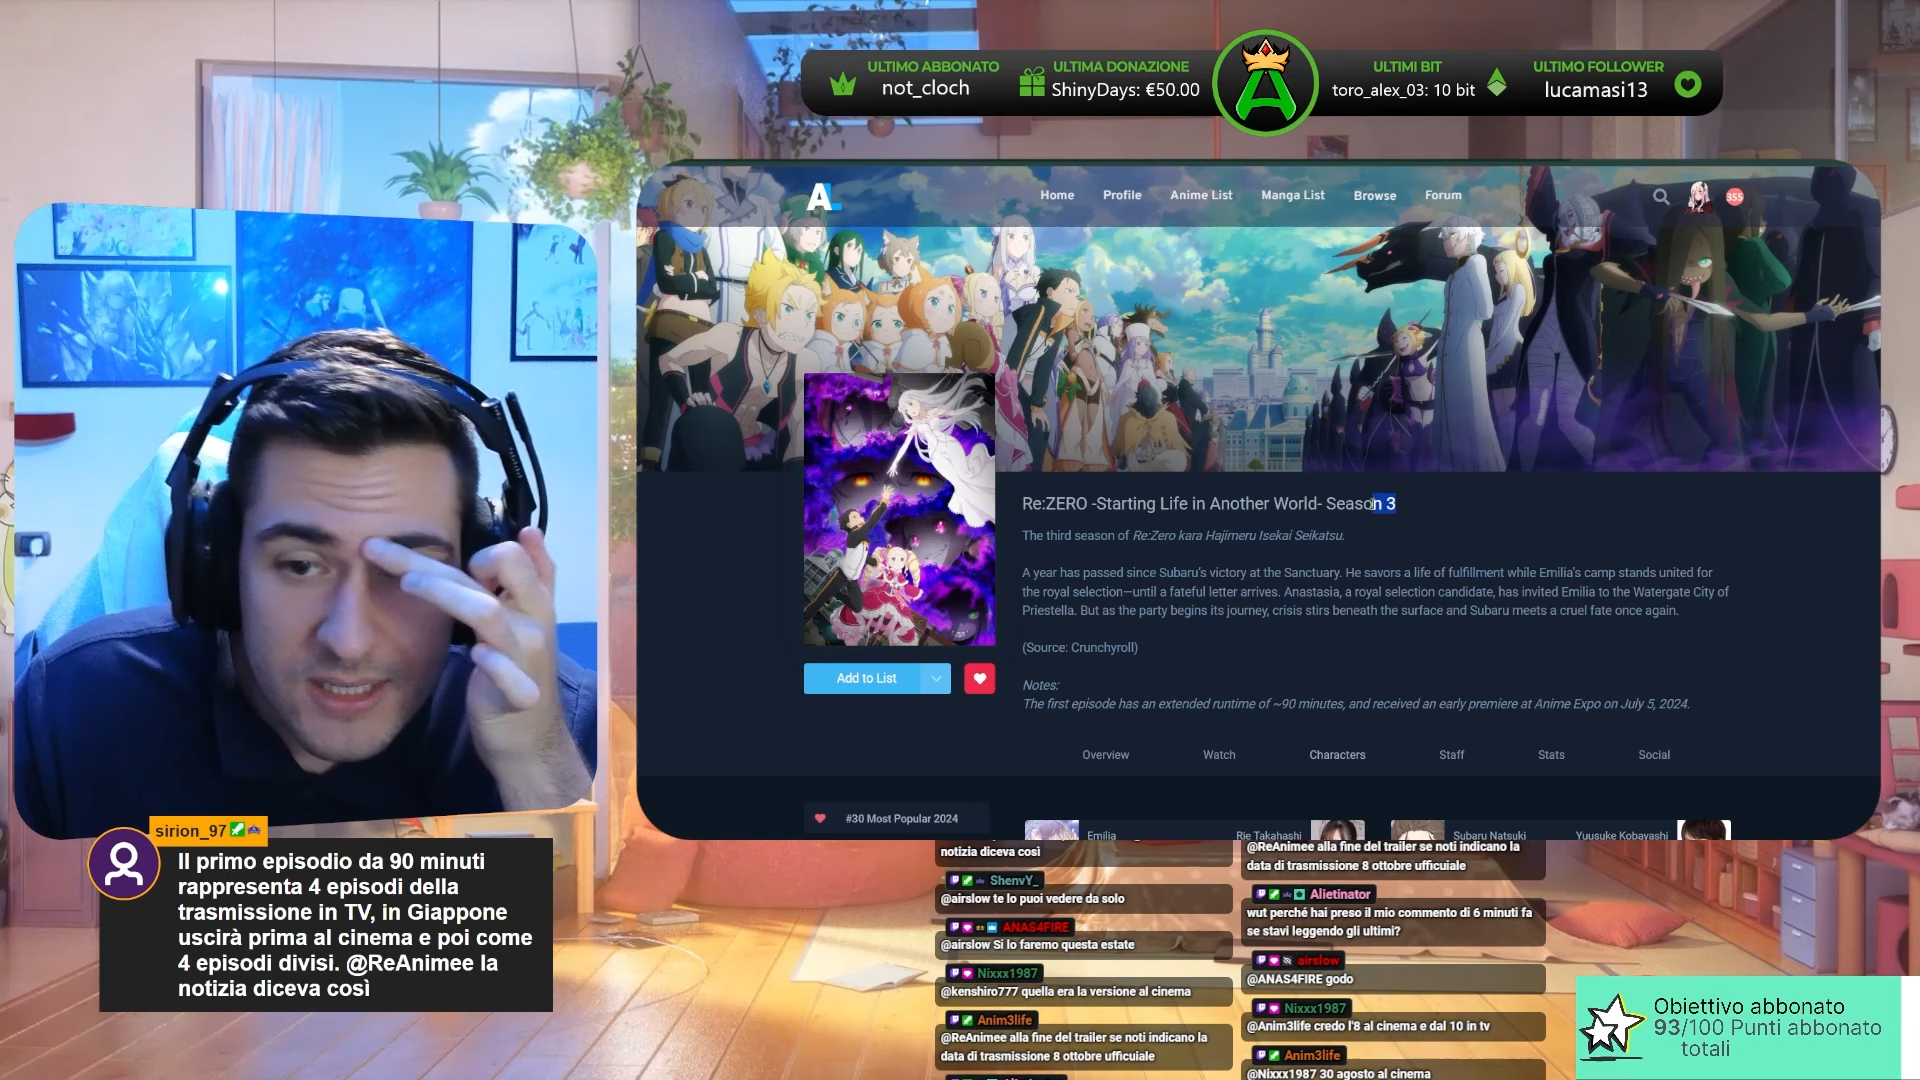 ULTIMO ABBONATO
not_cloch
ULTIMA DONAZIONE
ShinyDays: €50.00
ULTIMI BIT
toro_alex_03: 10 bit
ULTIMO FOLLOWER
lucamasi13
Home
Profile
Anime List
Manga List
Browse
Forum
355
Re:ZERO -Starting Life in Another World- Season 3
The third season of Re:Zero kara Hajimeru Isekai Seikatsu.
A year has passed since Subaru's victory at the Sanctuary. He savors a life of fulfillment while Emilia's camp stands united for
the royal selection—until a fateful letter arrives. Anastasia, a royal selection candidate, has invited Emilia to the Watergate City of
Priestella. But as the party begins its journey, crisis stirs beneath the surface and Subaru meets a cruel fate once again.
(Source: Crunchyroll)
Notes:
The first episode has an extended runtime of ~90 minutes, and received an early premiere at Anime Expo on July 5, 2024.
Add to List
Overview
Watch
Characters
Staff
Stats
Social
#30 Most Popular 2024
Emilia
Rie Takahashi
Subaru Natsuki
Yuusuke Kobayashi
sirion_97
Il primo episodio da 90 minuti
rappresenta 4 episodi della
trasmissione in TV, in Giappone
uscirà prima al cinema e poi come
4 episodi divisi. @ReAnimee la
notizia diceva così
notizia diceva così
ShenvY_
@airslow te lo puoi vedere da solo
ANAS4FIRE
@airslow Si lo faremo questa estate
Nixxx1987
@kenshiro777 quella era la versione al cinema
Anim3life
@ReAnimee alla fine del trailer se noti indicano la
data di trasmissione 8 ottobre ufficuiale
@ReAnimee alla fine del trailer se noti indicano la
data di trasmissione 8 ottobre ufficuiale
Alietinator
wut perché hai preso il mio commento di 6 minuti fa
se stavi leggendo gli ultimi?
airslow
@ANAS4FIRE godo
Nixxx1987
@Anim3life credo l'8 al cinema e dal 10 in tv
Anim3life
@Nixxx1987 30 agosto al cinema
Obiettivo abbonato
93/100 Punti abbonato
totali